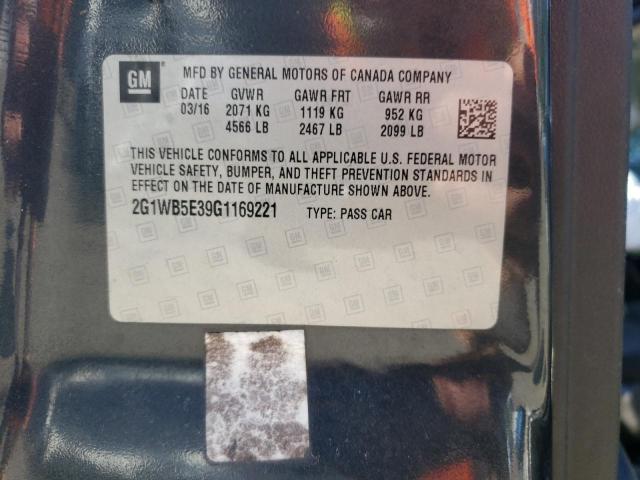 GM
MFD BY GENERAL MOTORS OF CANADA COMPANY
DATE GVWR GAWR FRT GAWR RR
03/16 2071 KG 1119 KG 952 KG
4566 LB 2467 LB 2099 LB
THIS VEHICLE CONFORMS TO ALL APPLICABLE U.S. FEDERAL MOTOR
VEHICLE SAFETY, BUMPER, AND THEFT PREVENTION STANDARDS IN
EFFECT ON THE DATE OF MANUFACTURE SHOWN ABOVE.
2G1WB5E39G1169221 TYPE: PASS CAR